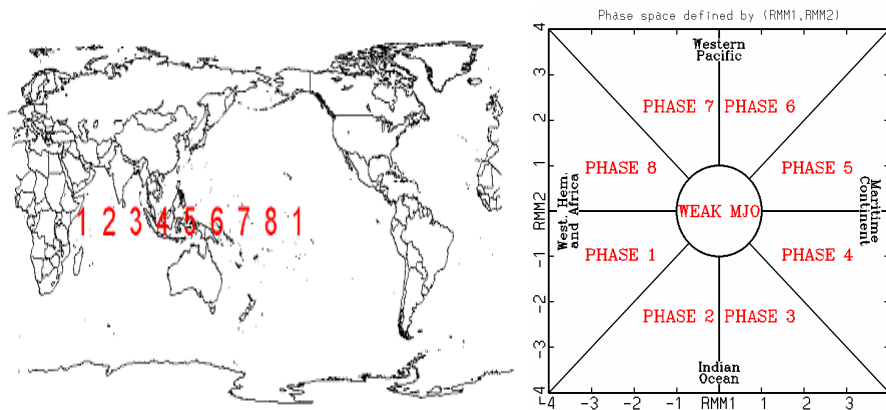 1 2 3 4 5 6 7 8 1
Phase space defined by (RMM1,RMM2)
4
3
2
1
0
-1
-2
-3
-4
RMM2
Western
Pacific
PHASE 7
PHASE 6
PHASE 8
PHASE 5
West. Hem.
and Africa
WEAK MJO
Maritime
Continent
PHASE 1
PHASE 4
PHASE 2
PHASE 3
Indian
Ocean
-4 -3 -2 -1 RMM1 1 2 3